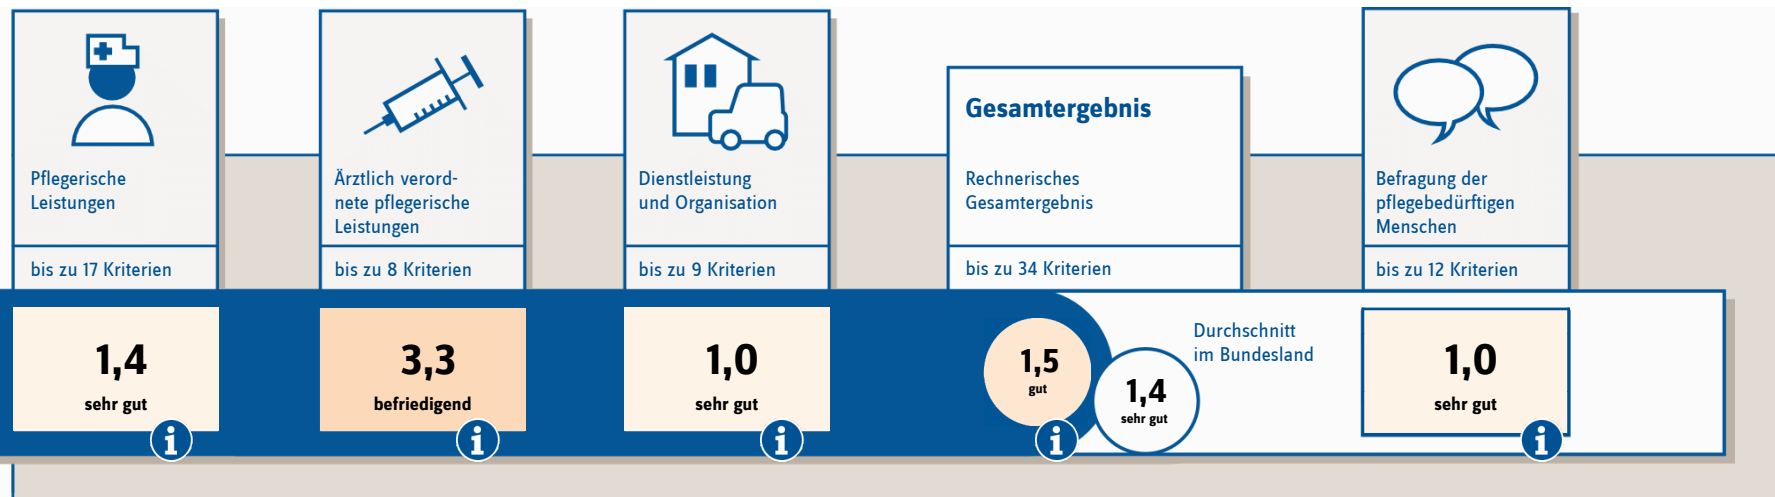 Pflegerische
Leistungen
bis zu 17 Kriterien
1,4
sehr gut
i
Ärztlich verord-
nete pflegerische
Leistungen
bis zu 8 Kriterien
3,3
befriedigend
i
Dienstleistung
und Organisation
bis zu 9 Kriterien
1,0
sehr gut
i
Gesamtergebnis
Rechnerisches
Gesamtergebnis
bis zu 34 Kriterien
1,5
gut
i
Durchschnitt
im Bundesland
1,4
sehr gut
Befragung der
pflegebedürftigen
Menschen
bis zu 12 Kriterien
1,0
sehr gut
i